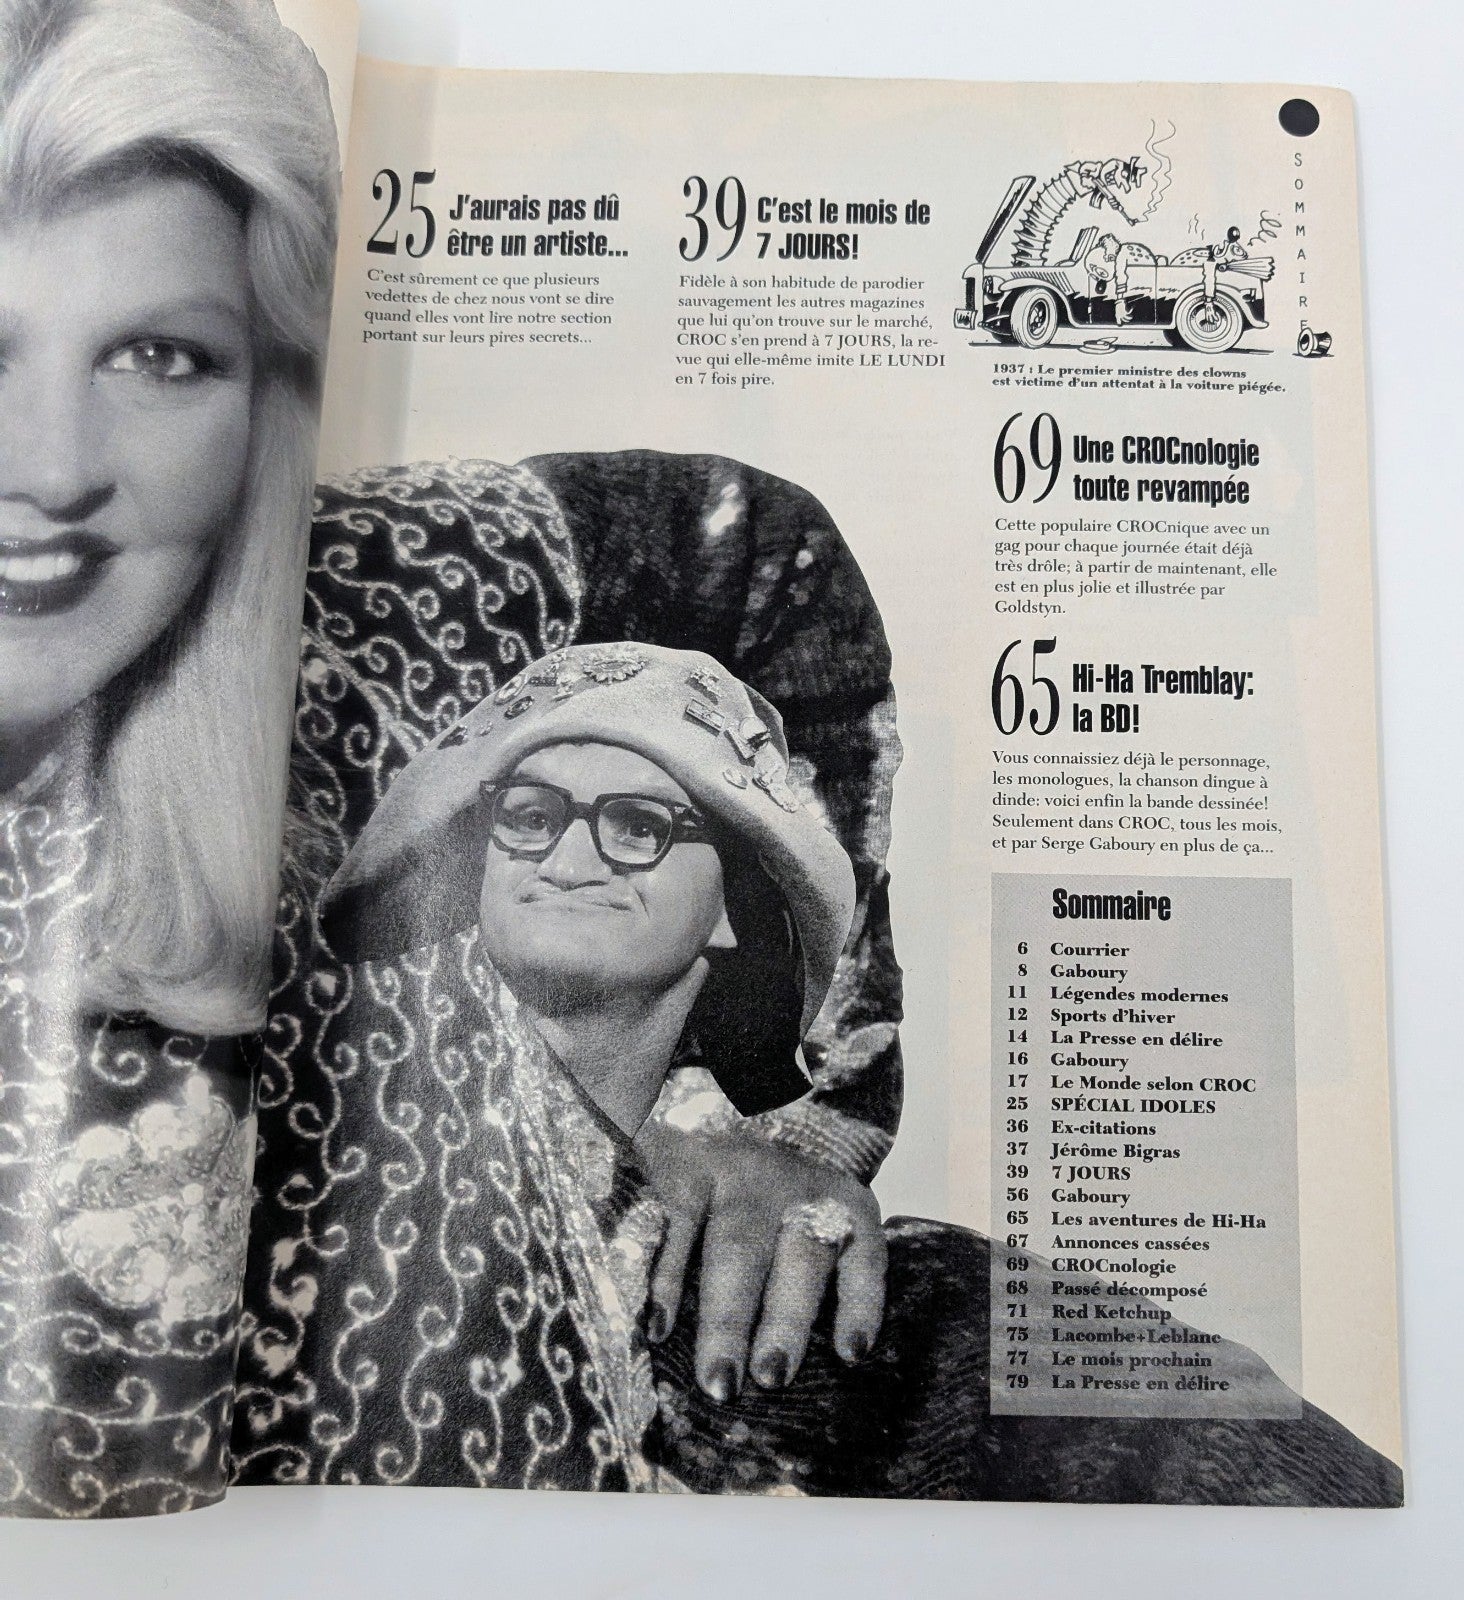 25
J'aurais pas dû
être un artiste...
C'est sûrement ce que plusieurs
vedettes de chez nous vont se dire
quand elles vont lire notre section
portant sur leurs pires secrets...
39
C'est le mois de
7 JOURS!
Fidèle à son habitude de parodier
sauvagement les autres magazines
que lui qu'on trouve sur le marché,
CROC s'en prend à 7 JOURS, la re-
vue qui elle-même imite LE LUNDI
en 7 fois pire.
SOMMAIRE
1937 : Le premier ministre des clowns
est victime d'un attentat à la voiture piégée.
69
Une CROCnologie
toute revampée
Cette populaire CROCnique avec un
gag pour chaque journée était déjà
très drôle; à partir de maintenant, elle
est en plus jolie et illustrée par
Goldstyn.
65
Hi-Ha Tremblay:
la BD!
Vous connaissiez déjà le personnage,
les monologues, la chanson dingue à
dinde: voici enfin la bande dessinée!
Seulement dans CROC, tous les mois,
et par Serge Gaboury en plus de ça...
Sommaire
6 Courrier
8 Gaboury
11 Légendes modernes
12 Sports d'hiver
14 La Presse en délire
16 Gaboury
17 Le Monde selon CROC
25 SPÉCIAL IDOLES
36 Ex-citations
37 Jérôme Bigras
39 7 JOURS
56 Gaboury
65 Les aventures de Hi-Ha
67 Annonces cassées
69 CROCnologie
68 Passé décomposé
71 Red Ketchup
75 Lacombe+Leblanc
77 Le mois prochain
79 La Presse en délire